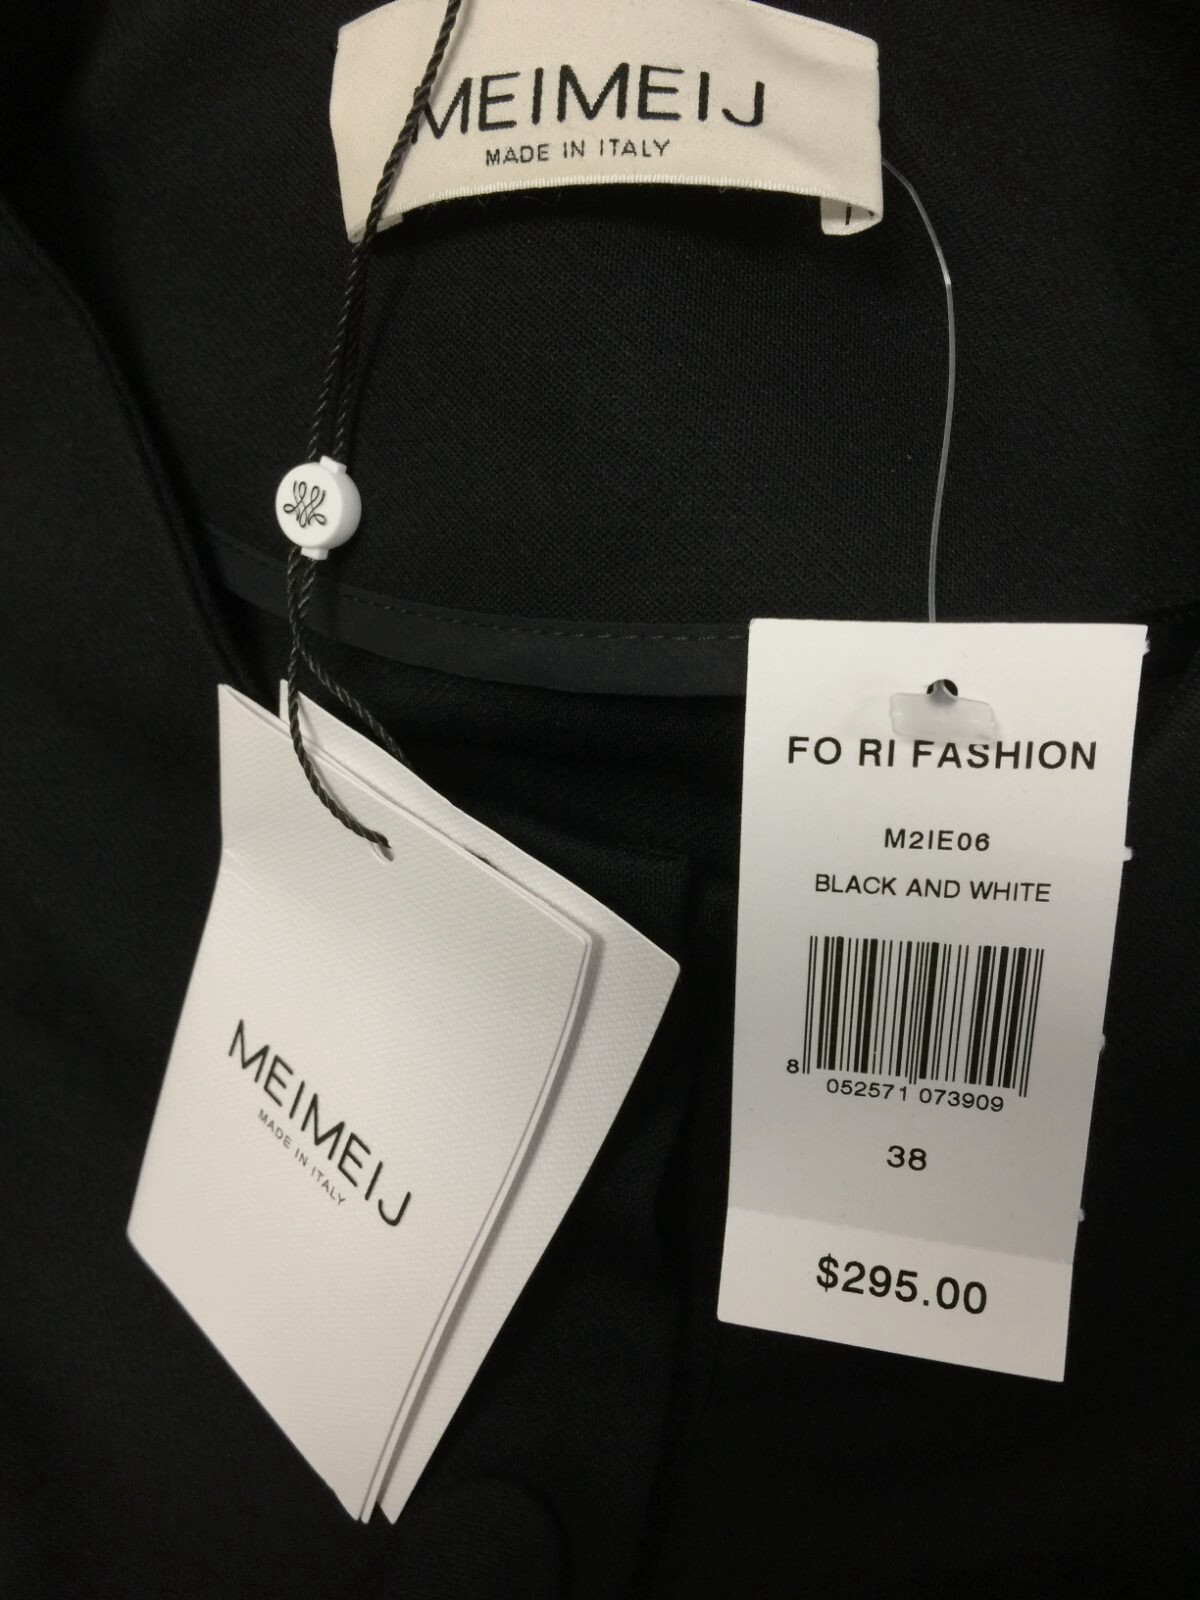 MEIMEIJ
MADE IN ITALY
MEIMEIJ
MADE IN ITALY
FO RI FASHION
M2IE06
BLACK AND WHITE
8 052571 073909
38
$295.00